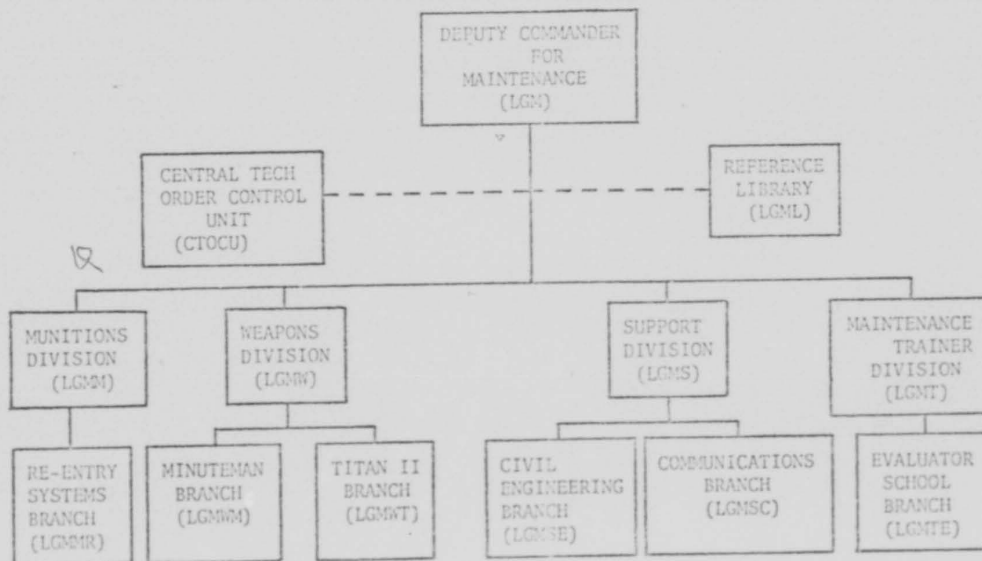 DEPUTY COMMANDER
FOR
MAINTENANCE
(LGM)
CENTRAL TECH
ORDER CONTROL
UNIT
(CTOCU)
REFERENCE
LIBRARY
(LGML)
MUNITIONS
DIVISION
(LGMM)
WEAPONS
DIVISION
(LGMW)
SUPPORT
DIVISION
(LGMS)
MAINTENANCE
TRAINER
DIVISION
(LGMT)
RE-ENTRY
SYSTEMS
BRANCH
(LGMMR)
MINUTEMAN
BRANCH
(LGMWM)
TITAN II
BRANCH
(LGMWT)
CIVIL
ENGINEERING
BRANCH
(LGMSE)
COMMUNICATIONS
BRANCH
(LGMSC)
EVALUATOR
SCHOOL
BRANCH
(LGMTE)